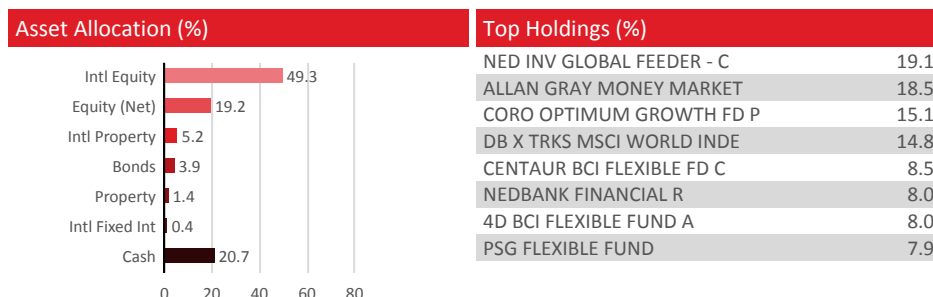 Asset Allocation (%)
Intl Equity 49.3
Equity (Net) 19.2
Intl Property 5.2
Bonds 3.9
Property 1.4
Intl Fixed Int 0.4
Cash 20.7
0 20 40 60 80
Top Holdings (%)
NED INV GLOBAL FEEDER - C 19.1
ALLAN GRAY MONEY MARKET 18.5
CORO OPTIMUM GROWTH FD P 15.1
DB X TRKS MSCI WORLD INDE 14.8
CENTAUR BCI FLEXIBLE FD C 8.5
NEDBANK FINANCIAL R 8.0
4D BCI FLEXIBLE FUND A 8.0
PSG FLEXIBLE FUND 7.9